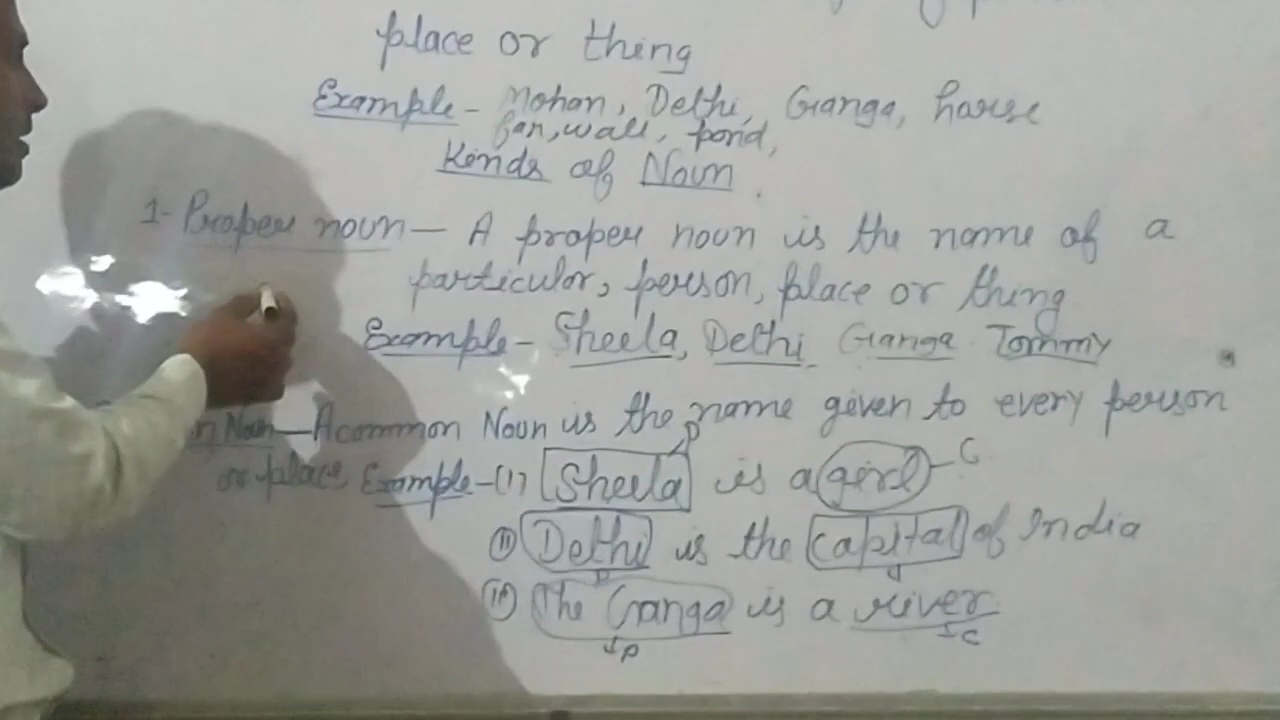 place or thing
Example- Mohan, Delhi, Ganga, house
fan, wall, pond,
Kinds of Noun
1- Proper noun— A proper noun is the name of a
particular, person, place or thing
Example- Sheela, Delhi Ganga Tommy
n Noun—A common Noun is the name given to every person
or place, Example-(1) Sheela is a girl - C
P
(ii) Delhi is the capital of India
P
(iii) The Ganga is a river
P C